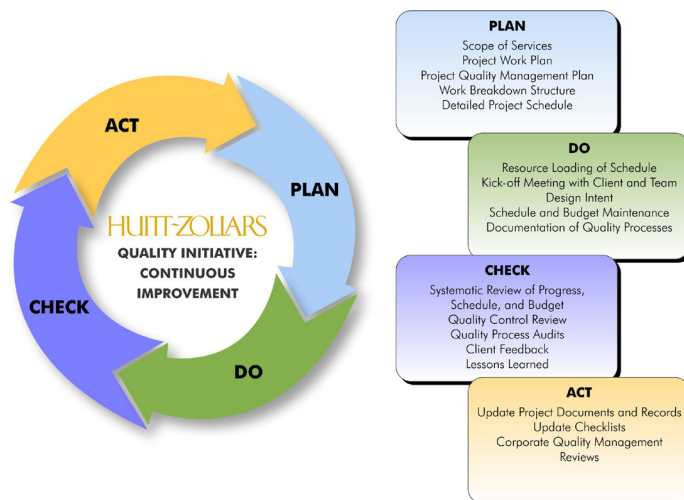 ACT
PLAN
HUITT-ZOLLARS
QUALITY INITIATIVE:
CONTINUOUS
IMPROVEMENT
CHECK
DO
PLAN
Scope of Services
Project Work Plan
Project Quality Management Plan
Work Breakdown Structure
Detailed Project Schedule
DO
Resource Loading of Schedule
Kick-off Meeting with Client and Team
Design Intent
Schedule and Budget Maintenance
Documentation of Quality Processes
CHECK
Systematic Review of Progress,
Schedule, and Budget
Quality Control Review
Quality Process Audits
Client Feedback
Lessons Learned
ACT
Update Project Documents and Records
Update Checklists
Corporate Quality Management
Reviews